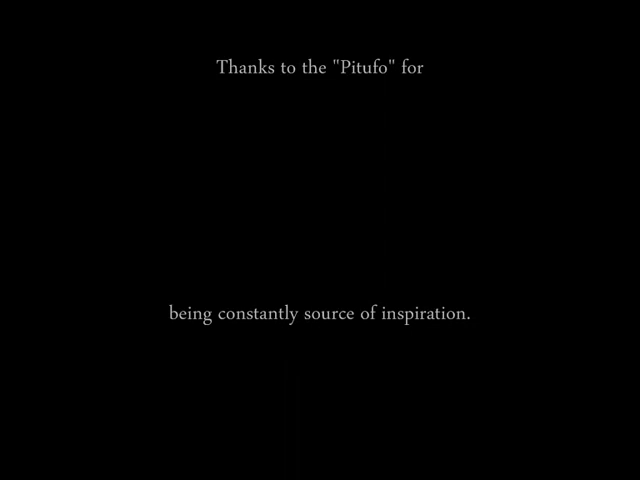 Thanks to the "Pitufo" for
being constantly source of inspiration.